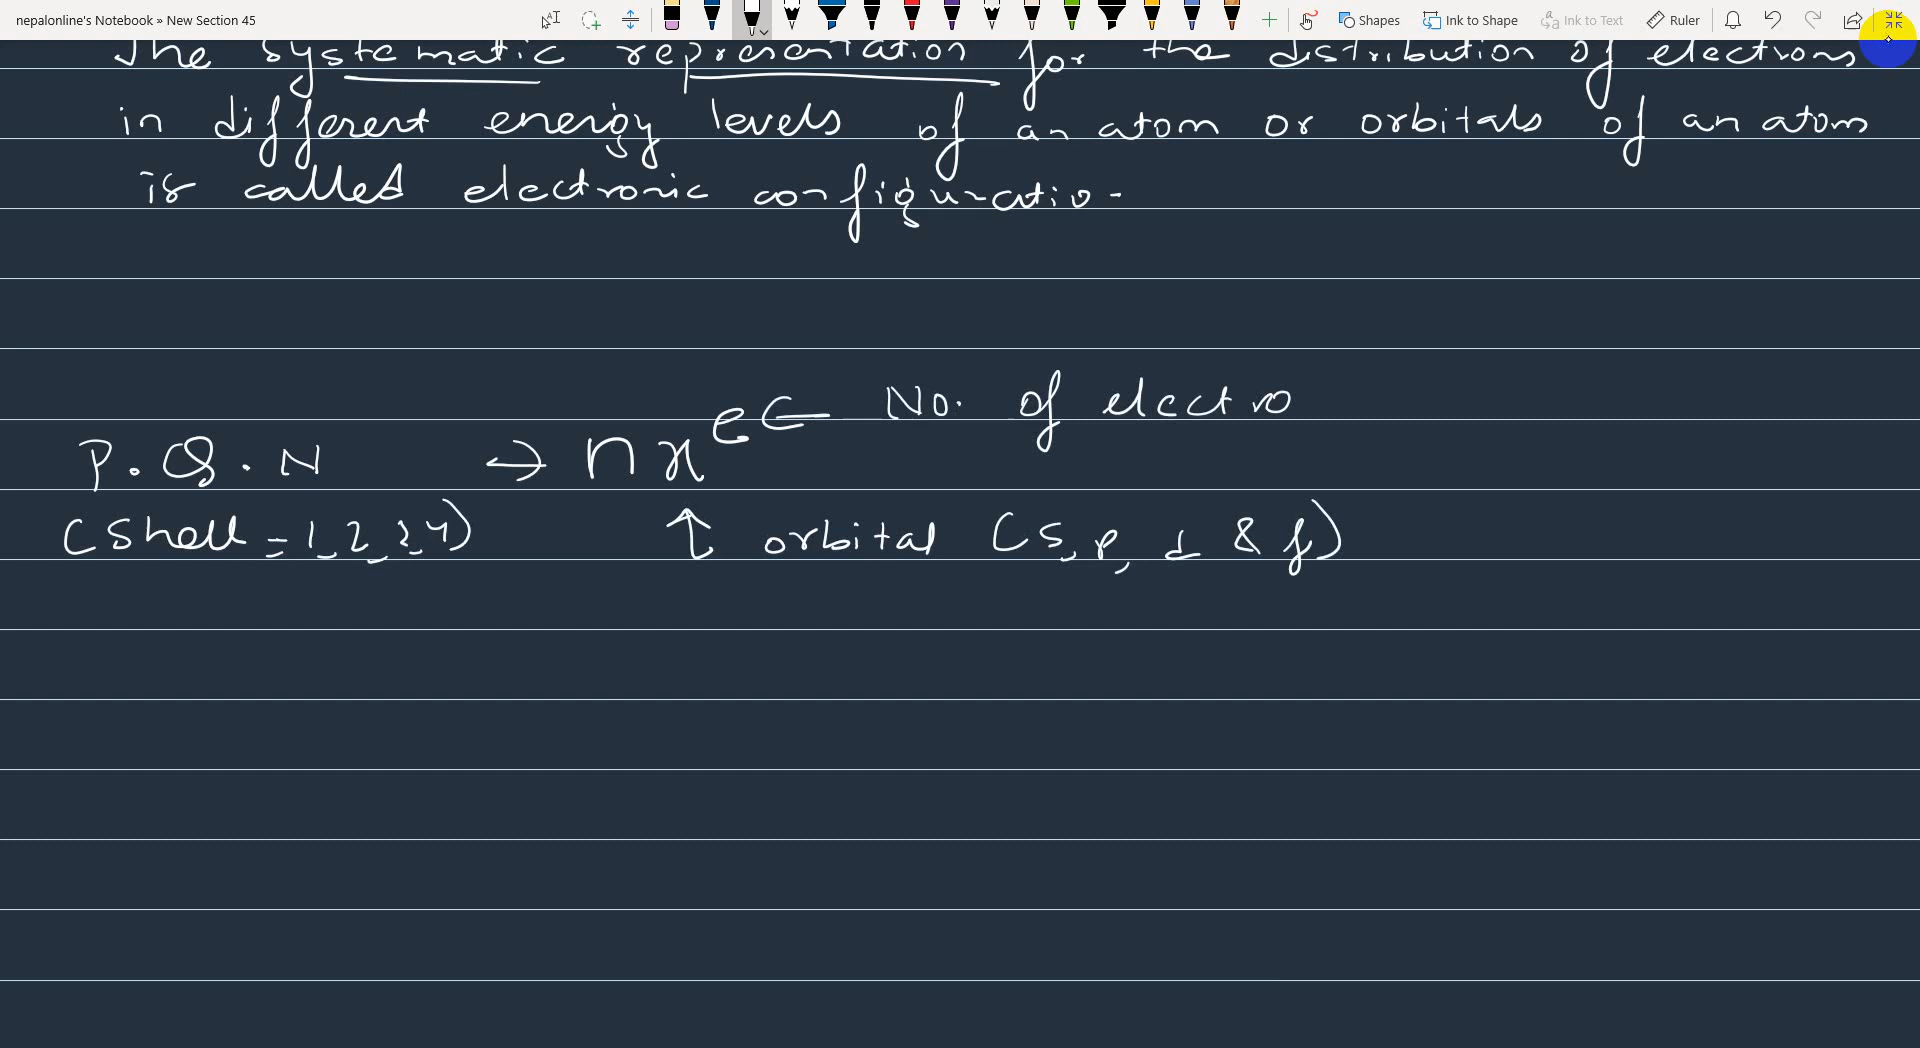 nepalonline's Notebook » New Section 45
Shapes Ink to Shape Ink to Text Ruler
The systematic representation for the distribution of electrons
in different energy levels of an atom or orbitals of an atom
is called electronic configuration
nx^e ← No. of electro
P.Q.N →
(Shell = 1, 2, 3, 4) ↑ orbital (s, p, d & f)